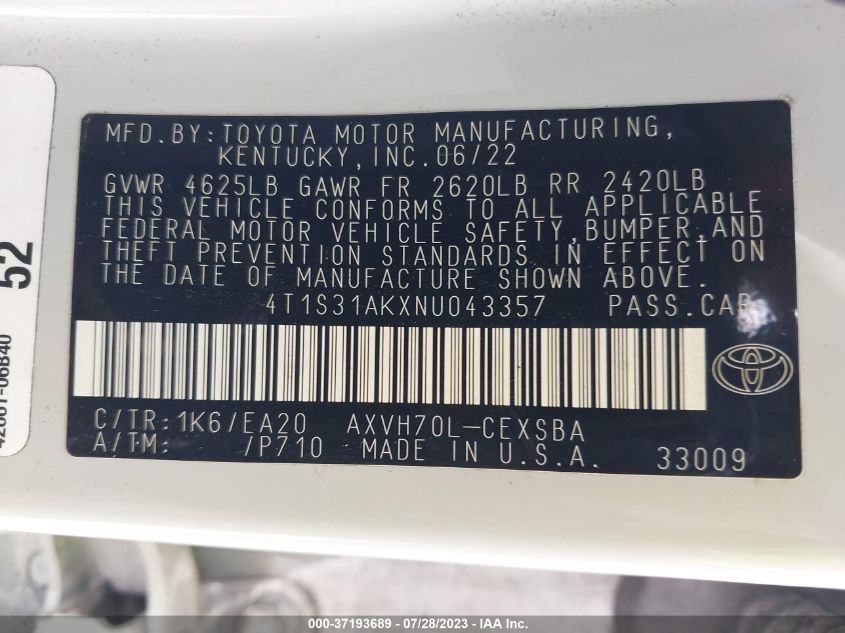 MFD.BY:TOYOTA MOTOR MANUFACTURING,
KENTUCKY,INC.06/22
GVWR 4625LB GAWR FR 2620LB RR 2420LB
THIS VEHICLE CONFORMS TO ALL APPLICABLE
FEDERAL MOTOR VEHICLE SAFETY,BUMPER,AND
THEFT PREVENTION STANDARDS IN EFFECT ON
THE DATE OF MANUFACTURE SHOWN ABOVE.
4T1S31AKXNU043357 PASS.CAR
C/TR:1K6/EA20 AXVH70L-CEXSBA
A/TM: /P710 MADE IN U.S.A. 33009
52
000-37193689 / 07/28/2023 - IAA Inc.